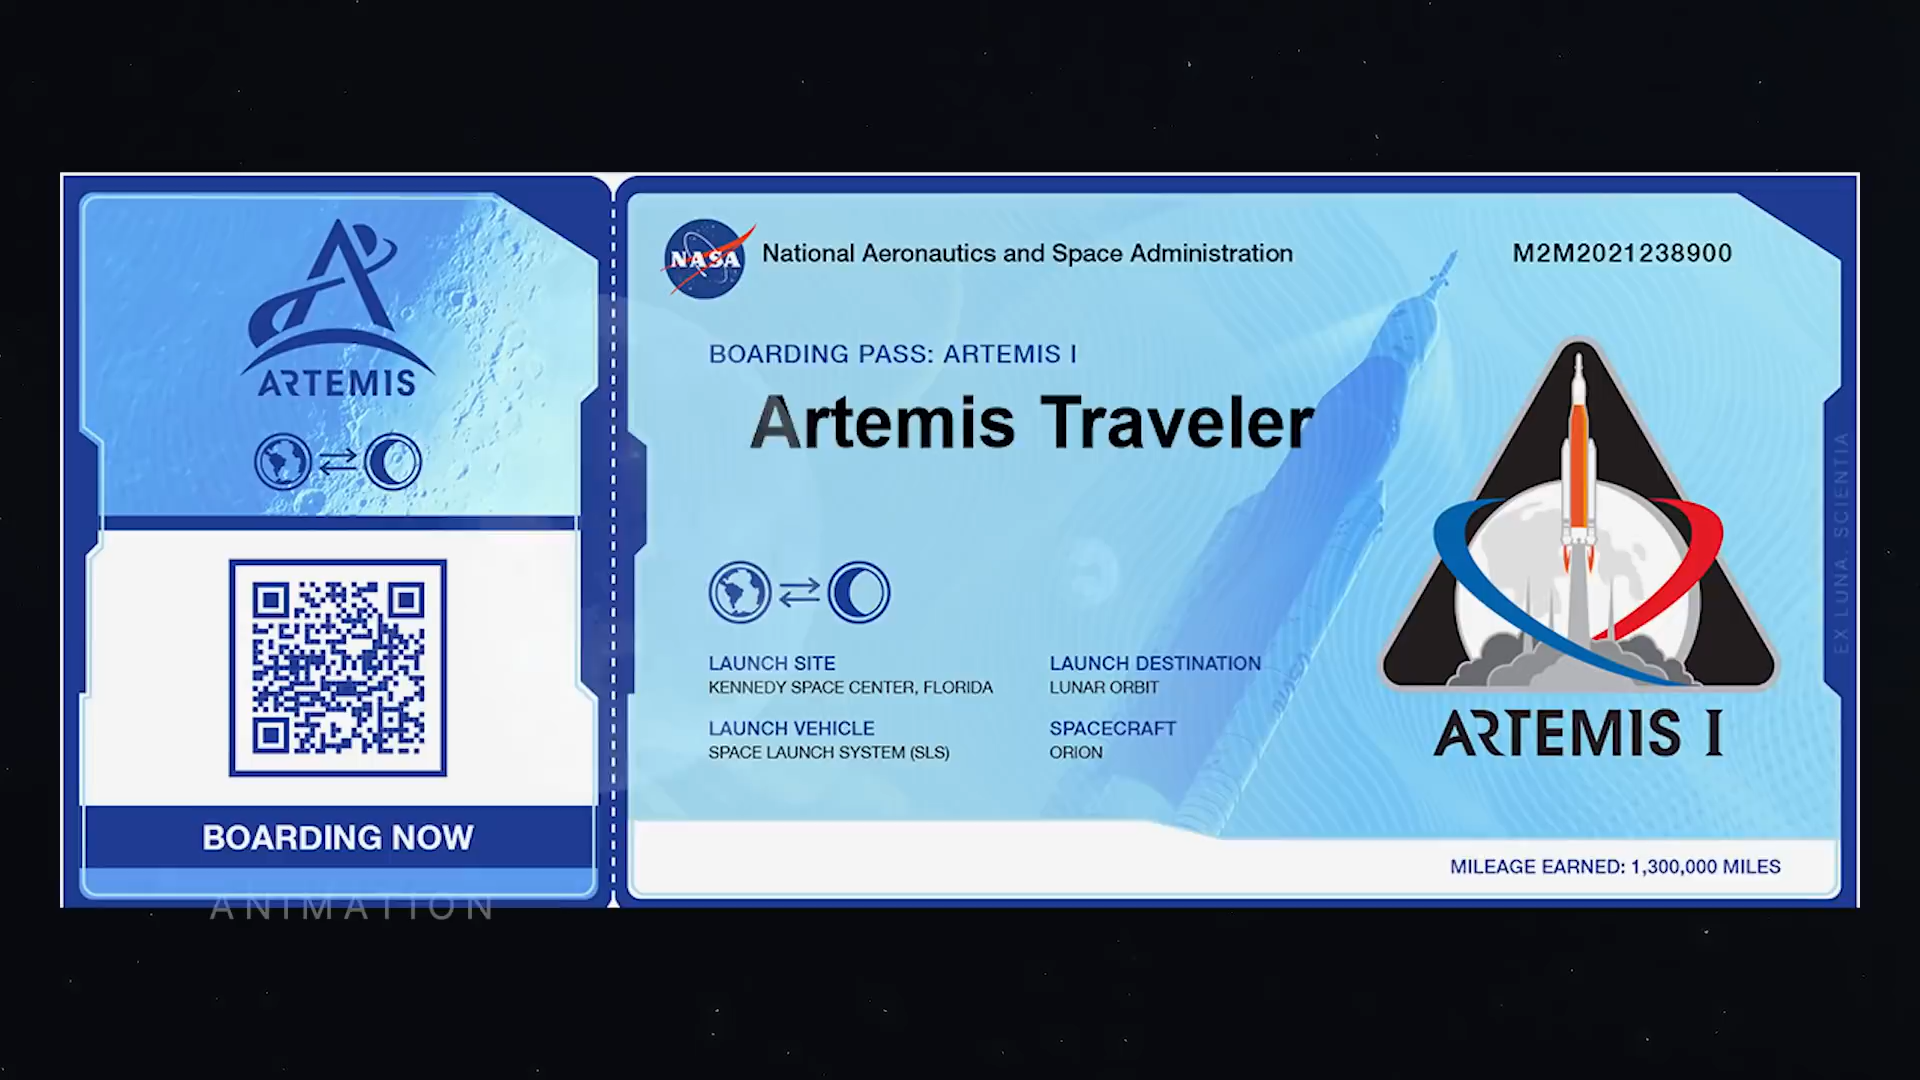 ARTEMIS
BOARDING NOW
ANIMATION
NASA
National Aeronautics and Space Administration
M2M2021238900
BOARDING PASS: ARTEMIS I
Artemis Traveler
LAUNCH SITE
KENNEDY SPACE CENTER, FLORIDA
LAUNCH DESTINATION
LUNAR ORBIT
LAUNCH VEHICLE
SPACE LAUNCH SYSTEM (SLS)
SPACECRAFT
ORION
ARTEMIS I
EX LUNA, SCIENTIA
MILEAGE EARNED: 1,300,000 MILES